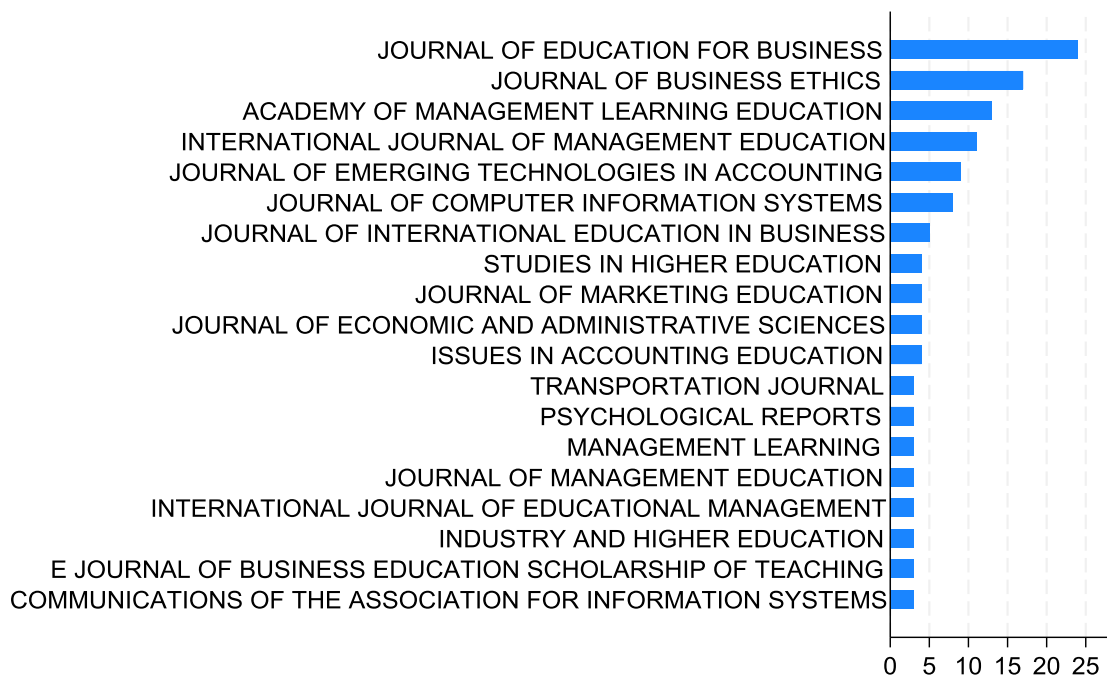 JOURNAL OF EDUCATION FOR BUSINESS
JOURNAL OF BUSINESS ETHICS
ACADEMY OF MANAGEMENT LEARNING EDUCATION
INTERNATIONAL JOURNAL OF MANAGEMENT EDUCATION
JOURNAL OF EMERGING TECHNOLOGIES IN ACCOUNTING
JOURNAL OF COMPUTER INFORMATION SYSTEMS
JOURNAL OF INTERNATIONAL EDUCATION IN BUSINESS
STUDIES IN HIGHER EDUCATION
JOURNAL OF MARKETING EDUCATION
JOURNAL OF ECONOMIC AND ADMINISTRATIVE SCIENCES
ISSUES IN ACCOUNTING EDUCATION
TRANSPORTATION JOURNAL
PSYCHOLOGICAL REPORTS
MANAGEMENT LEARNING
JOURNAL OF MANAGEMENT EDUCATION
INTERNATIONAL JOURNAL OF EDUCATIONAL MANAGEMENT
INDUSTRY AND HIGHER EDUCATION
E JOURNAL OF BUSINESS EDUCATION SCHOLARSHIP OF TEACHING
COMMUNICATIONS OF THE ASSOCIATION FOR INFORMATION SYSTEMS
0 5 10 15 20 25